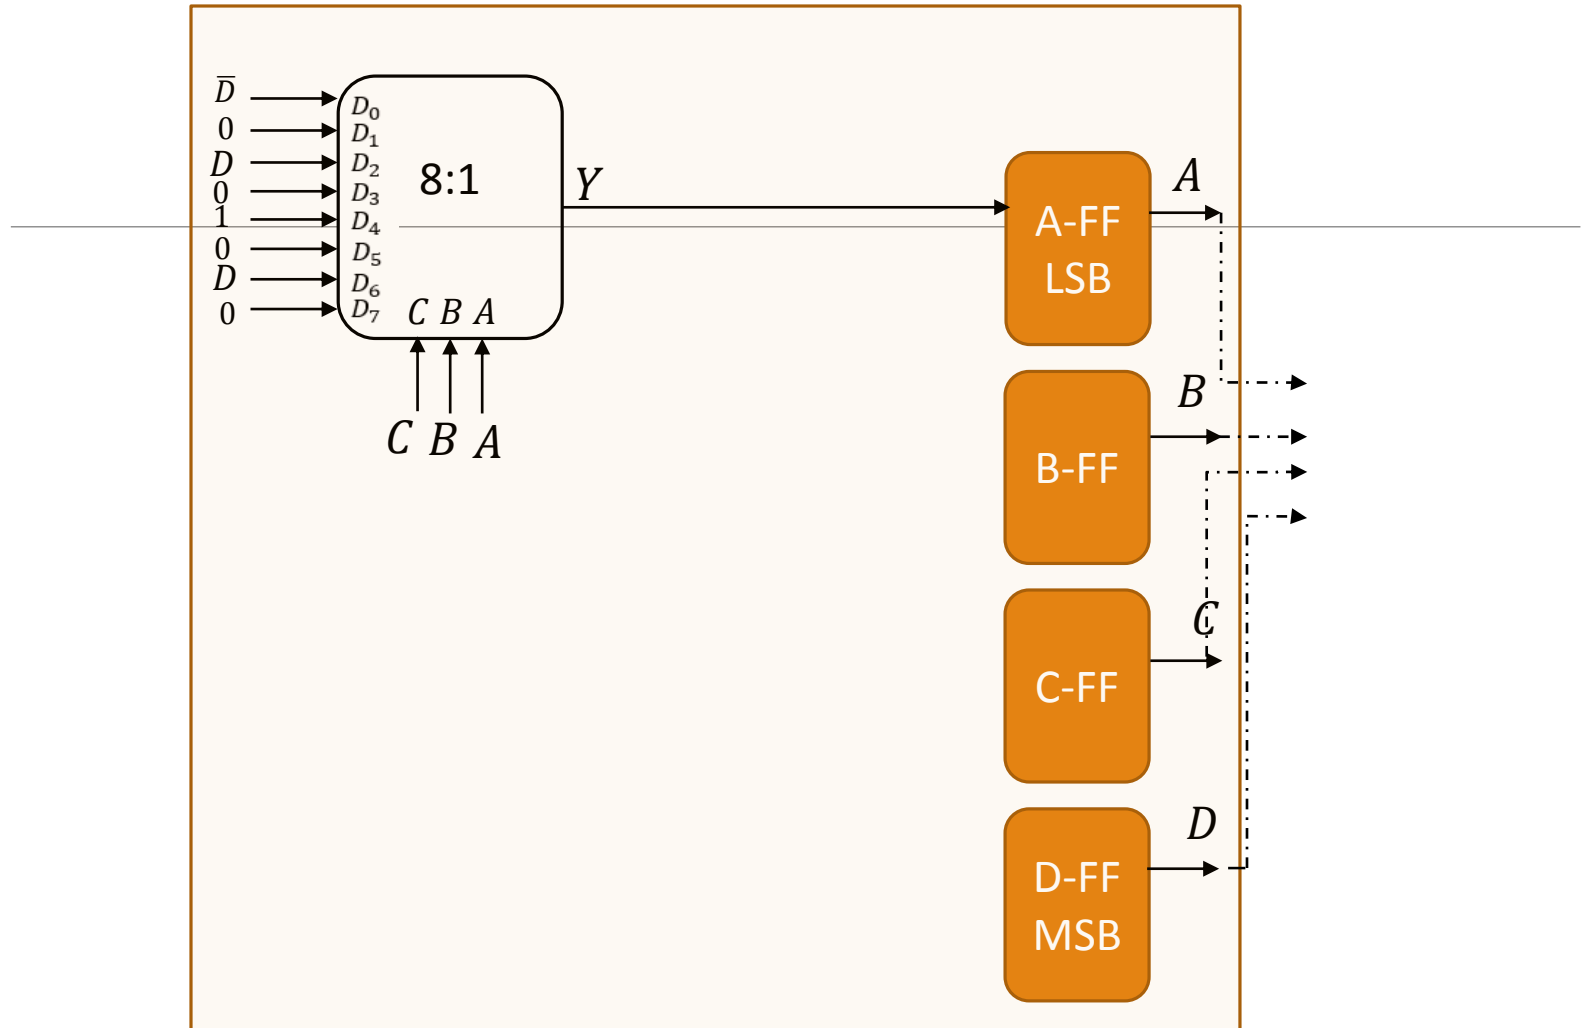 D̅
0
D
0
1
0
D
0
D₀
D₁
D₂
D₃
D₄
D₅
D₆
D₇
8:1
C B A
C B A
Y
A-FF
LSB
A
B-FF
B
C-FF
C
D-FF
MSB
D